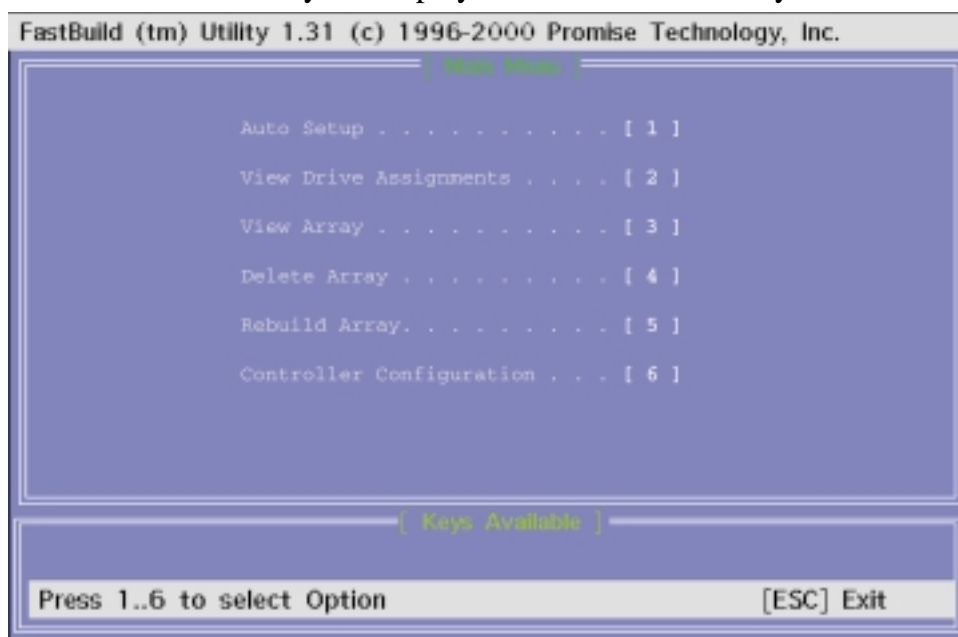 FastBuild (tm) Utility 1.31 (c) 1996-2000 Promise Technology, Inc.
[ Main Menu ]
Auto Setup . . . . . . . . . . [ 1 ]
View Drive Assignments . . . . [ 2 ]
View Array . . . . . . . . . . [ 3 ]
Delete Array . . . . . . . . . [ 4 ]
Rebuild Array. . . . . . . . . [ 5 ]
Controller Configuration . . . [ 6 ]
[ Keys Available ]
Press 1..6 to select Option [ESC] Exit